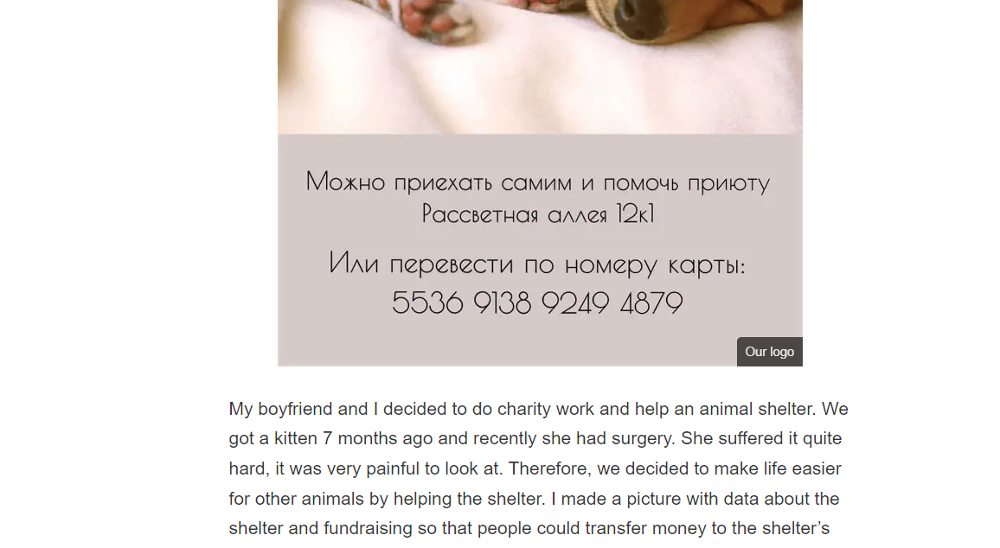 Можно приехать самим и помочь приюту
Рассветная аллея 12к1
Или перевести по номеру карты:
5536 9138 9249 4879
Our logo
My boyfriend and I decided to do charity work and help an animal shelter. We
got a kitten 7 months ago and recently she had surgery. She suffered it quite
hard, it was very painful to look at. Therefore, we decided to make life easier
for other animals by helping the shelter. I made a picture with data about the
shelter and fundraising so that people could transfer money to the shelter’s